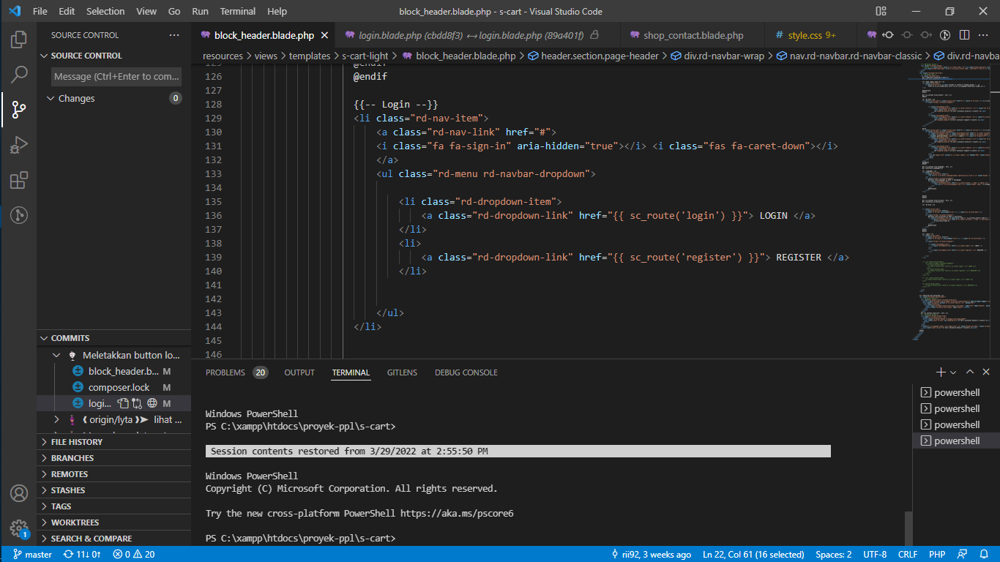 File Edit Selection View Go Run Terminal Help block_header.blade.php - s-cart - Visual Studio Code
SOURCE CONTROL ···
SOURCE CONTROL
Message (Ctrl+Enter to com...
Changes 0
COMMITS
Meletakkan button lo...
block_header.b... M
composer.lock M
logi... M
origin/lyta lihat ...
FILE HISTORY
BRANCHES
REMOTES
STASHES
TAGS
WORKTREES
SEARCH & COMPARE
1
block_header.blade.php login.blade.php (cbdd8f3) ↔ login.blade.php (89a401f) shop_contact.blade.php # style.css 9+
resources > views > templates > s-cart-light > block_header.blade.php > header.section.page-header > div.rd-navbar-wrap > nav.rd-navbar.rd-navbar-classic > div.rd-navba
125 @endif
126 @endif
127
128 {{-- Login --}}
129 <li class="rd-nav-item">
130 <a class="rd-nav-link" href="#">
131 <i class="fa fa-sign-in" aria-hidden="true"></i> <i class="fas fa-caret-down"></i>
132 </a>
133 <ul class="rd-menu rd-navbar-dropdown">
134
135 <li class="rd-dropdown-item">
136 <a class="rd-dropdown-link" href="{{ sc_route('login') }}"> LOGIN </a>
137 </li>
138 <li>
139 <a class="rd-dropdown-link" href="{{ sc_route('register') }}"> REGISTER </a>
140 </li>
141
142
143 </ul>
144 </li>
145
146
PROBLEMS 20 OUTPUT TERMINAL GITLENS DEBUG CONSOLE
Windows PowerShell
PS C:\xampp\htdocs\proyek-ppl\s-cart>
Session contents restored from 3/29/2022 at 2:55:50 PM
Windows PowerShell
Copyright (C) Microsoft Corporation. All rights reserved.
Try the new cross-platform PowerShell https://aka.ms/pscore6
PS C:\xampp\htdocs\proyek-ppl\s-cart>
powershell
powershell
powershell
powershell
master 11↓ 0↑ 0 20 rii92, 3 weeks ago Ln 22, Col 61 (16 selected) Spaces: 2 UTF-8 CRLF PHP